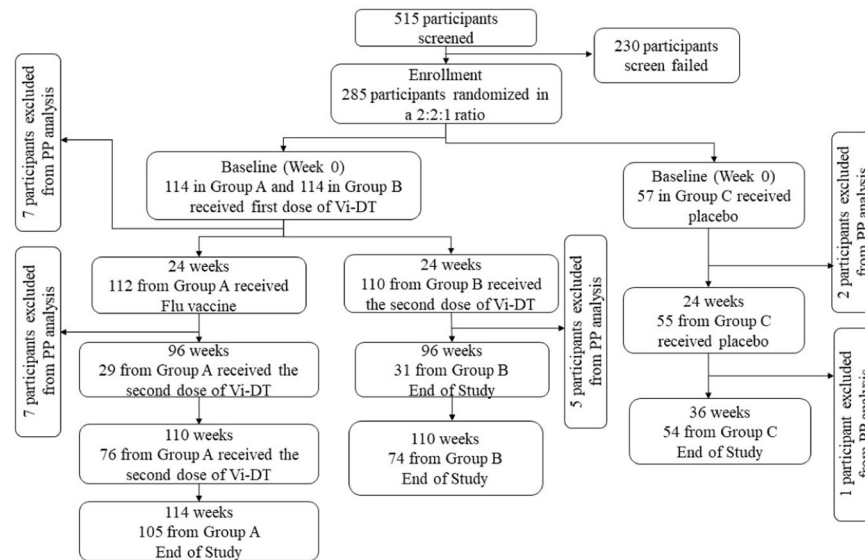 515 participants
screened
230 participants
screen failed
Enrollment
285 participants randomized in
a 2:2:1 ratio
7 participants excluded
from PP analysis
Baseline (Week 0)
114 in Group A and 114 in Group B
received first dose of Vi-DT
Baseline (Week 0)
57 in Group C received
placebo
2 participants excluded
from PP analysis
24 weeks
112 from Group A received
Flu vaccine
24 weeks
110 from Group B received
the second dose of Vi-DT
24 weeks
55 from Group C
received placebo
7 participants excluded
from PP analysis
5 participants excluded
from PP analysis
96 weeks
29 from Group A received the
second dose of Vi-DT
96 weeks
31 from Group B
End of Study
36 weeks
54 from Group C
End of Study
1 participant excluded
from PP analysis
110 weeks
76 from Group A received the
second dose of Vi-DT
110 weeks
74 from Group B
End of Study
114 weeks
105 from Group A
End of Study